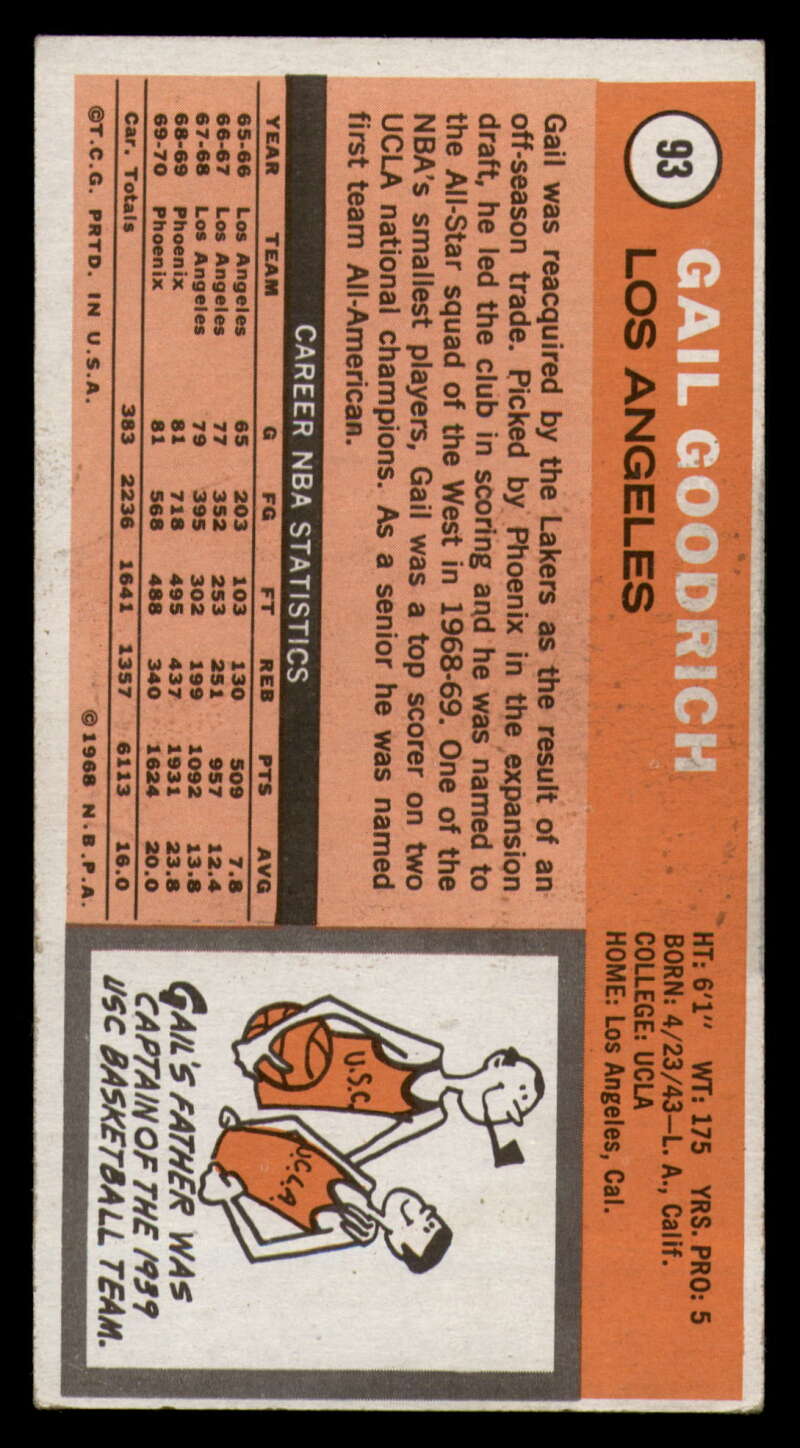 93
GAIL GOODRICH
LOS ANGELES
HT: 6'1" WT: 175 YRS. PRO: 5
BORN: 4/23/43—L. A., Calif.
COLLEGE: UCLA
HOME: Los Angeles, Cal.
Gail was reacquired by the Lakers as the result of an
off-season trade. Picked by Phoenix in the expansion
draft, he led the club in scoring and he was named to
the All-Star squad of the West in 1968-69. One of the
NBA's smallest players, Gail was a top scorer on two
UCLA national champions. As a senior he was named
first team All-American.
CAREER NBA STATISTICS
YEAR TEAM G FG FT REB PTS AVG
65-66 Los Angeles 65 203 103 130 509 7.8
66-67 Los Angeles 77 352 253 251 957 12.4
67-68 Los Angeles 79 395 302 199 1092 13.8
68-69 Phoenix 81 718 495 437 1931 23.8
69-70 Phoenix 81 568 488 340 1624 20.0
Car. Totals 383 2236 1641 1357 6113 16.0
©T.C.G. PRTD. IN U.S.A. ©1968 N.B.P.A.
U.S.C.
U.C.L.A.
GAIL'S FATHER WAS
CAPTAIN OF THE 1939
USC BASKETBALL TEAM.